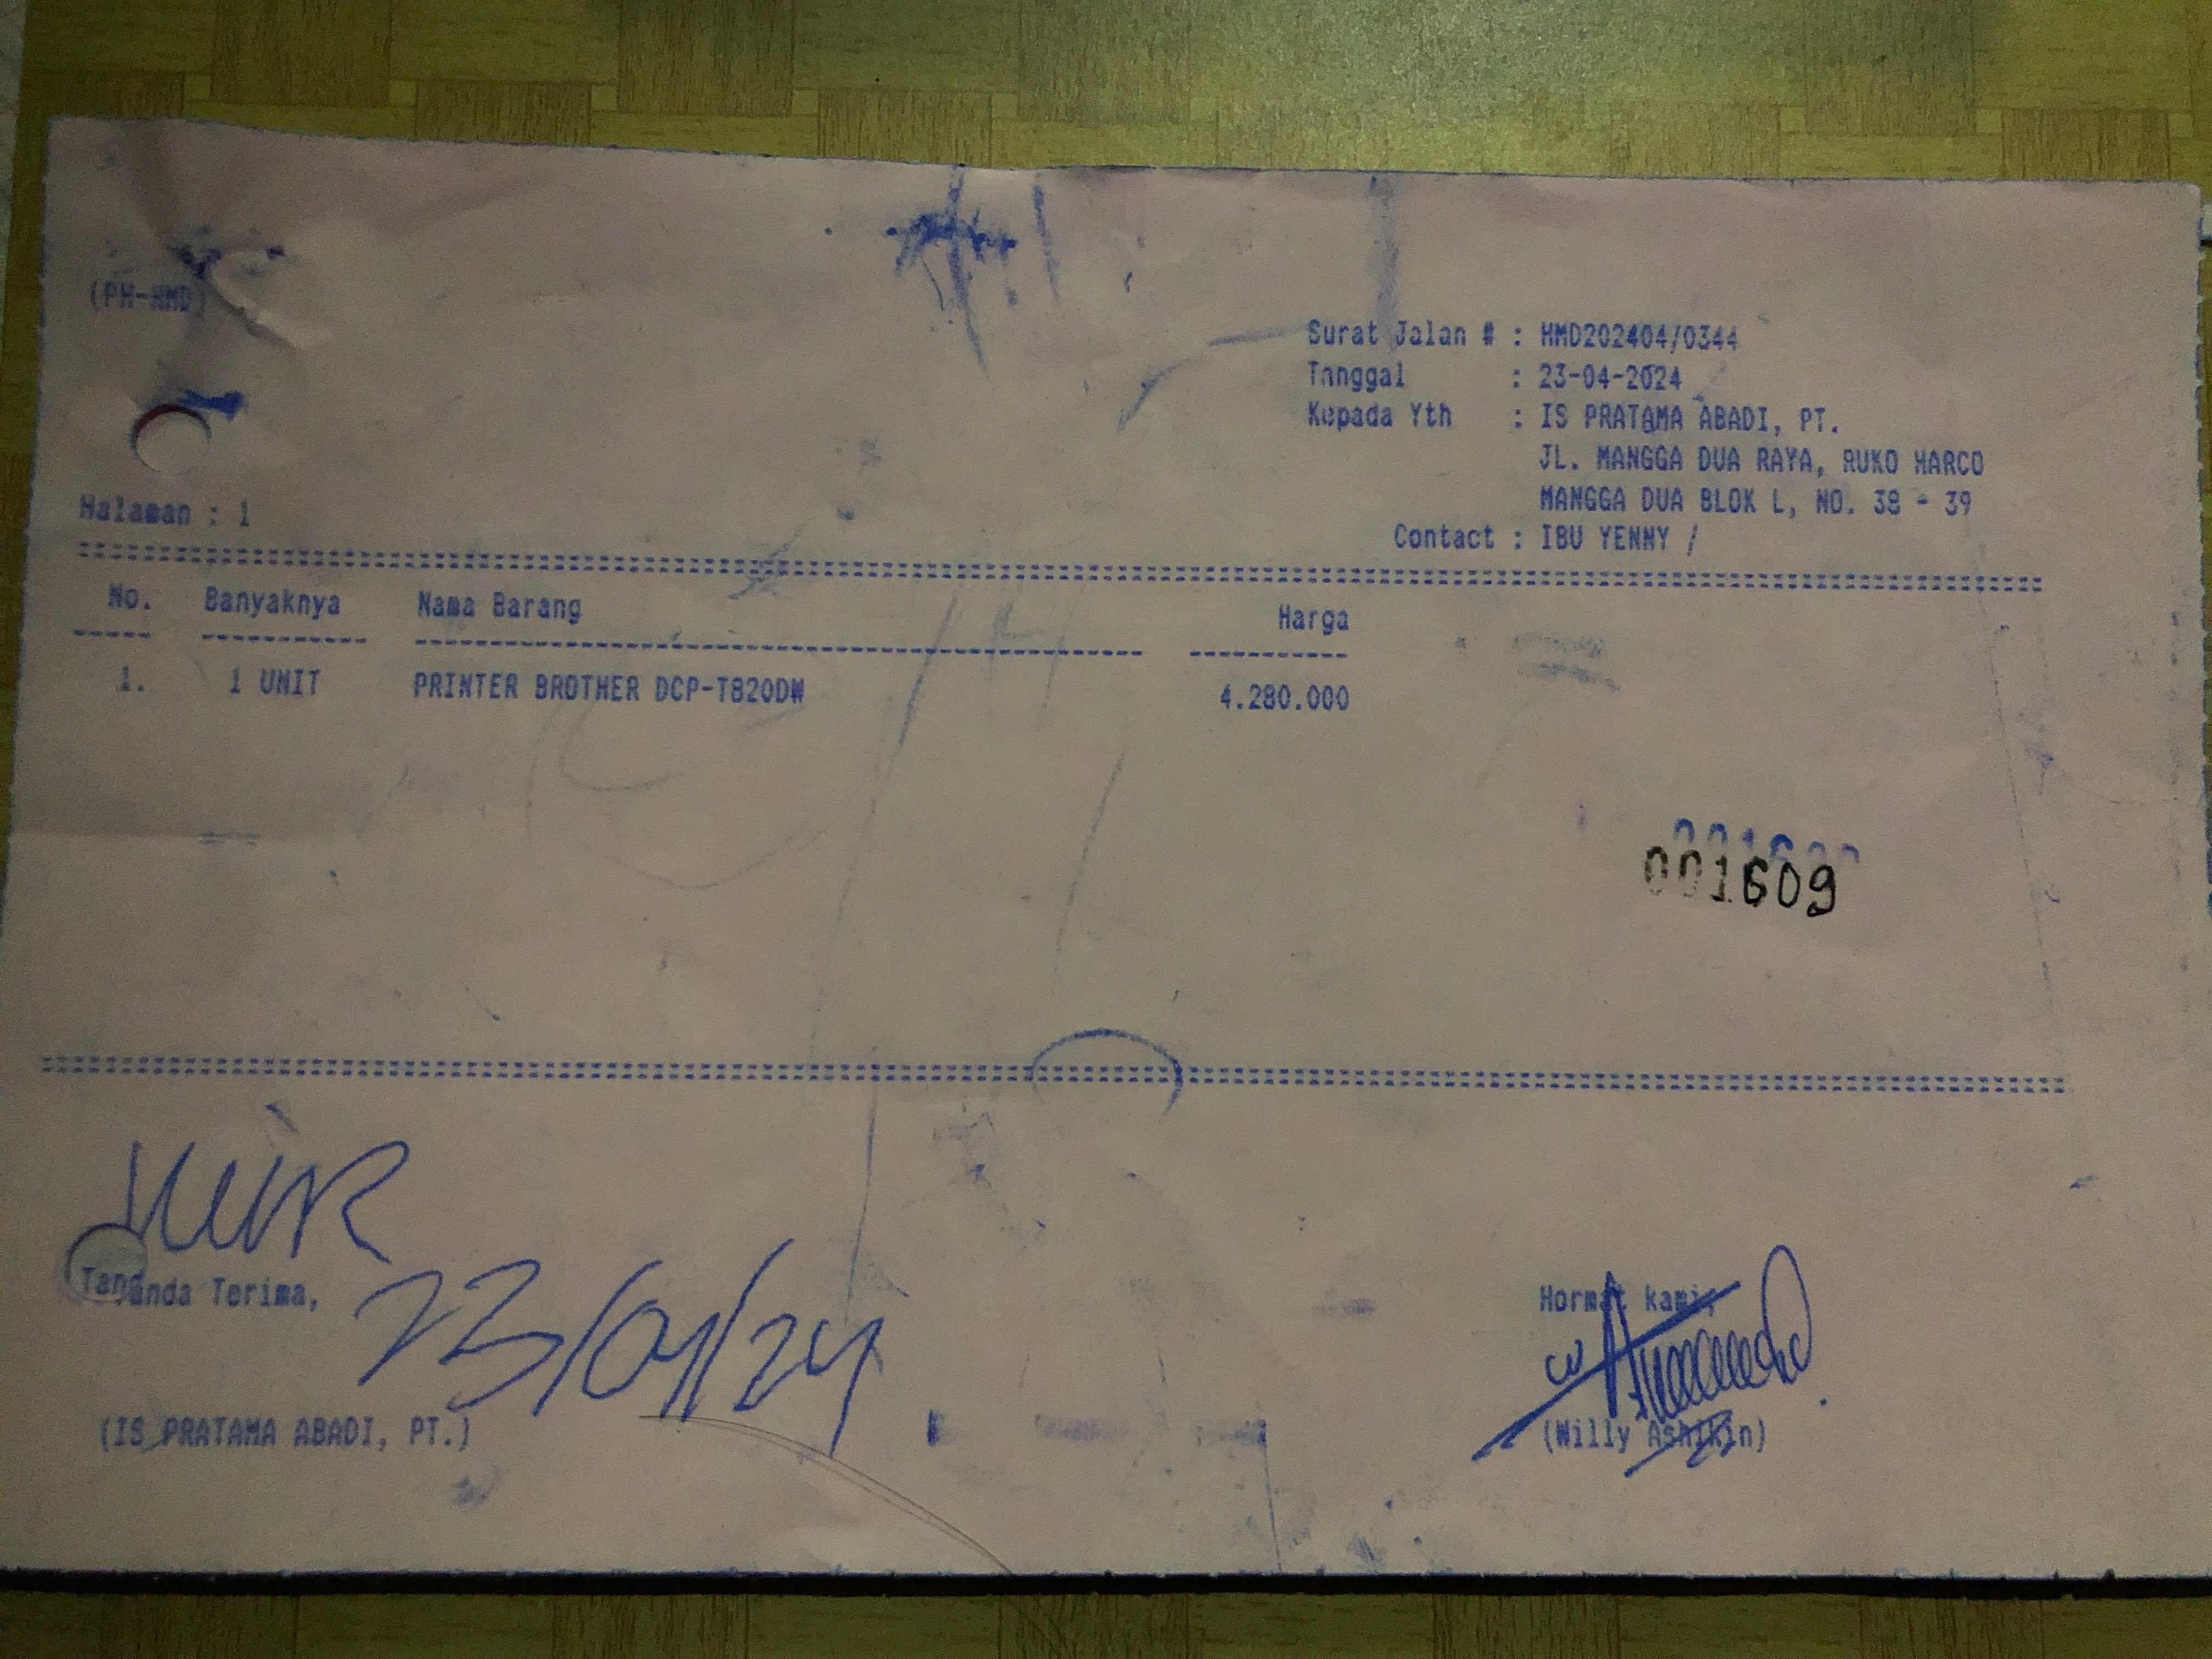 (PH-HMD)
Surat Jalan # : HMD202404/0344
Tanggal : 23-04-2024
Kepada Yth : IS PRATAMA ABADI, PT.
JL. MANGGA DUA RAYA, RUKO HARCO
MANGGA DUA BLOK L, NO. 38 - 39
Halaman : 1
Contact : IBU YENNY /
No. Banyaknya Nama Barang Harga
1. 1 UNIT PRINTER BROTHER DCP-T820DW 4.280.000
001609
Terima,
23/04/24
Hormat kami,
(IS PRATAMA ABADI, PT.)
(Willy Ashikin)